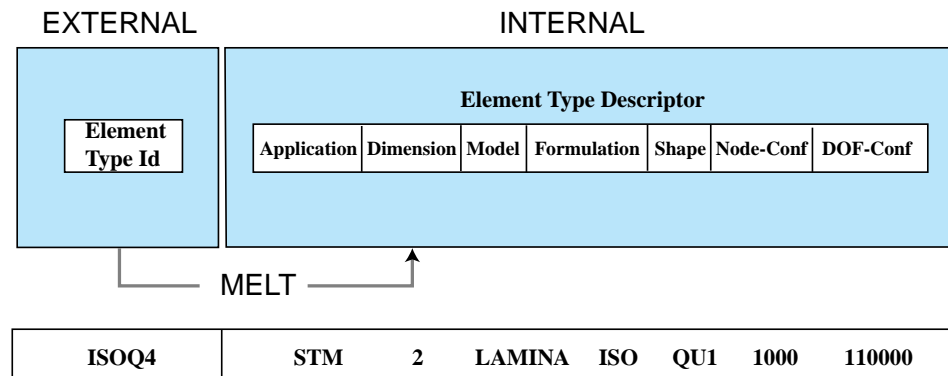 EXTERNAL INTERNAL
Element Type Descriptor
Element
Type Id
Application Dimension Model Formulation Shape Node-Conf DOF-Conf
MELT
ISOQ4 STM 2 LAMINA ISO QU1 1000 110000